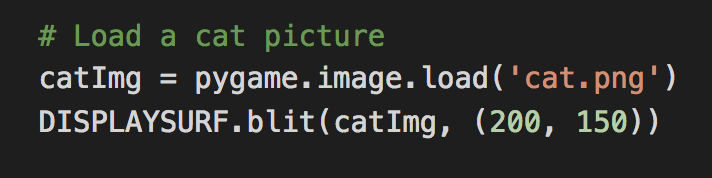 # Load a cat picture
catImg = pygame.image.load('cat.png')
DISPLAYSURF.blit(catImg, (200, 150))